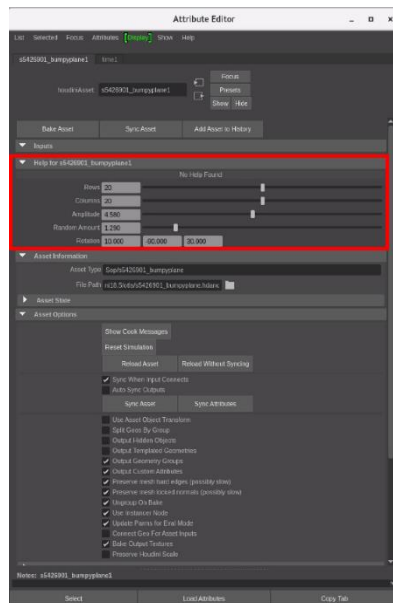 Attribute Editor
List Selected Focus Attributes Display Show Help
s5426901_bumpyplane1 time1
Focus
houdiniAsset: s5426901_bumpyplane1 Presets
Show Hide
Bake Asset Sync Asset Add Asset to History
Inputs
Help for s5426901_bumpyplane1
No Help Found
Rows 20
Columns 20
Amplitude 4.580
Random Amount 1.290
Rotation 10.000 -90.000 30.000
Asset Information
Asset Type Sop/s5426901_bumpyplane
File Path
Asset State
Asset Options
Show Cook Messages
Reset Simulation
Reload Asset Reload Without Syncing
Sync When Input Connects
Auto Sync Outputs
Sync Asset Sync Attributes
Use Asset Object Transform
Split Geos By Group
Output Hidden Objects
Output Templated Geometries
Output Geometry Groups
Output Custom Attributes
Preserve mesh hard edges (possibly slow)
Preserve mesh locked normals (possibly slow)
Ungroup On Bake
Use Instancer Node
Update Parms for Eval Mode
Connect Geo For Asset Inputs
Bake Output Textures
Preserve Houdini Scale
Notes: s5426901_bumpyplane1
Select Load Attributes Copy Tab